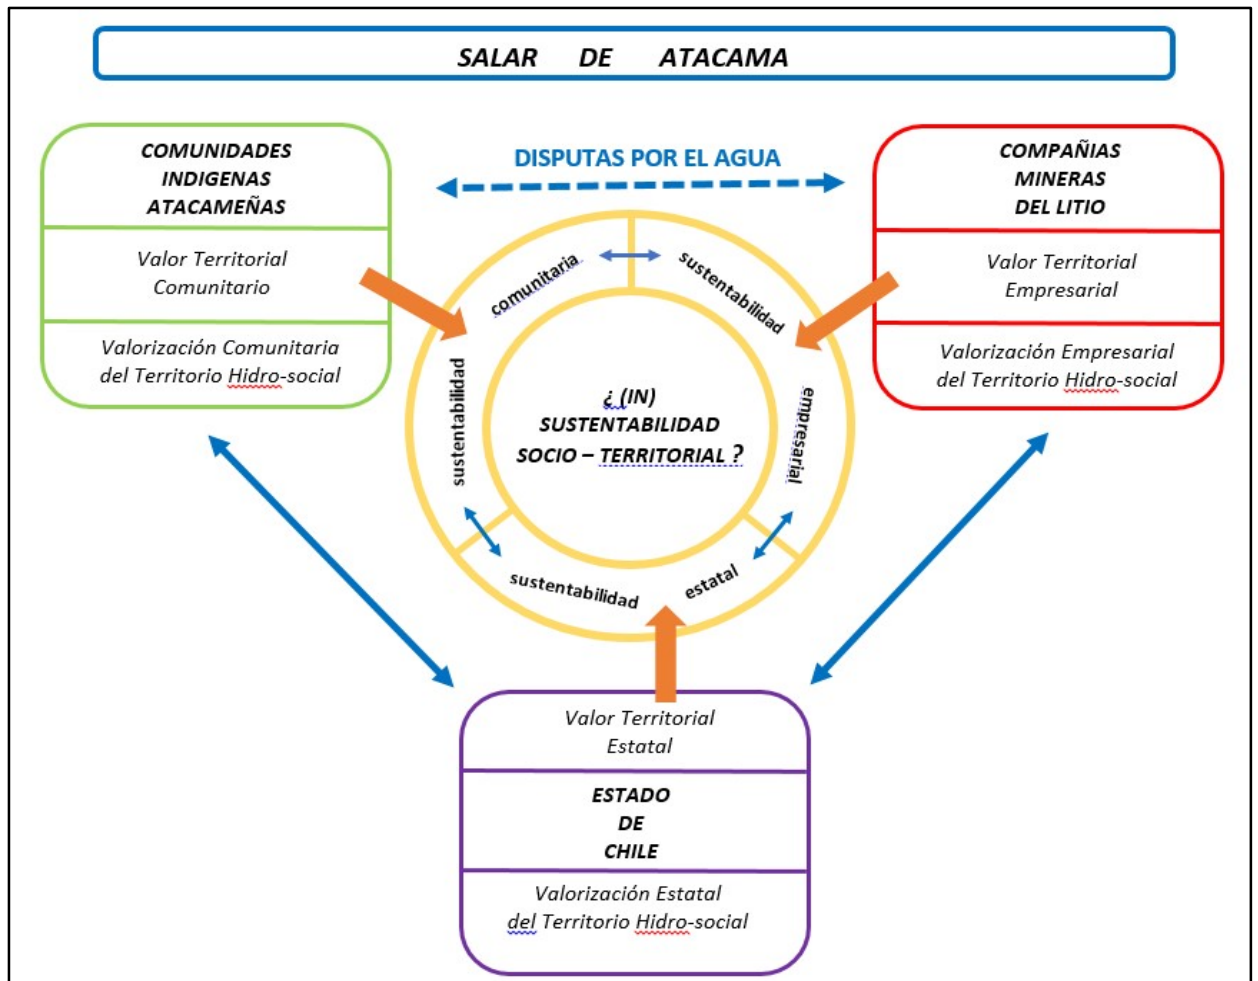 SALAR DE ATACAMA
COMUNIDADES
INDIGENAS
ATACAMEÑAS
Valor Territorial
Comunitario
Valorización Comunitaria
del Territorio Hidro-social
DISPUTAS POR EL AGUA
COMPAÑIAS
MINERAS
DEL LITIO
Valor Territorial
Empresarial
Valorización Empresarial
del Territorio Hidro-social
sustentabilidad comunitaria
sustentabilidad empresarial
sustentabilidad estatal
¿ (IN)
SUSTENTABILIDAD
SOCIO – TERRITORIAL ?
Valor Territorial
Estatal
ESTADO
DE
CHILE
Valorización Estatal
del Territorio Hidro-social